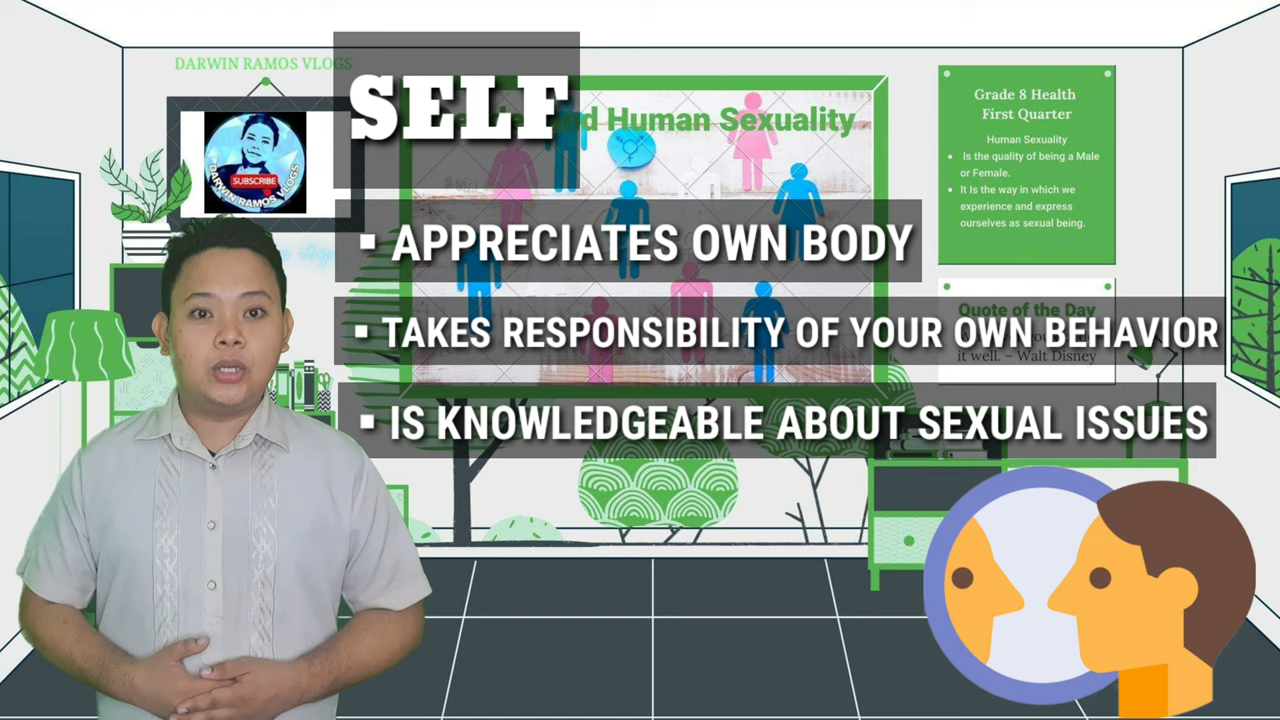 DARWIN RAMOS VLOGS
SUBSCRIBE
DARWIN RAMOS VLOGS
SELF
and Human Sexuality
▪ APPRECIATES OWN BODY
▪ TAKES RESPONSIBILITY OF YOUR OWN BEHAVIOR
▪ IS KNOWLEDGEABLE ABOUT SEXUAL ISSUES
Grade 8 Health
First Quarter
Human Sexuality
• Is the quality of being a Male
or Female.
• It Is the way in which we
experience and express
ourselves as sexual being.
Quote of the Day
it well. – Walt Disney